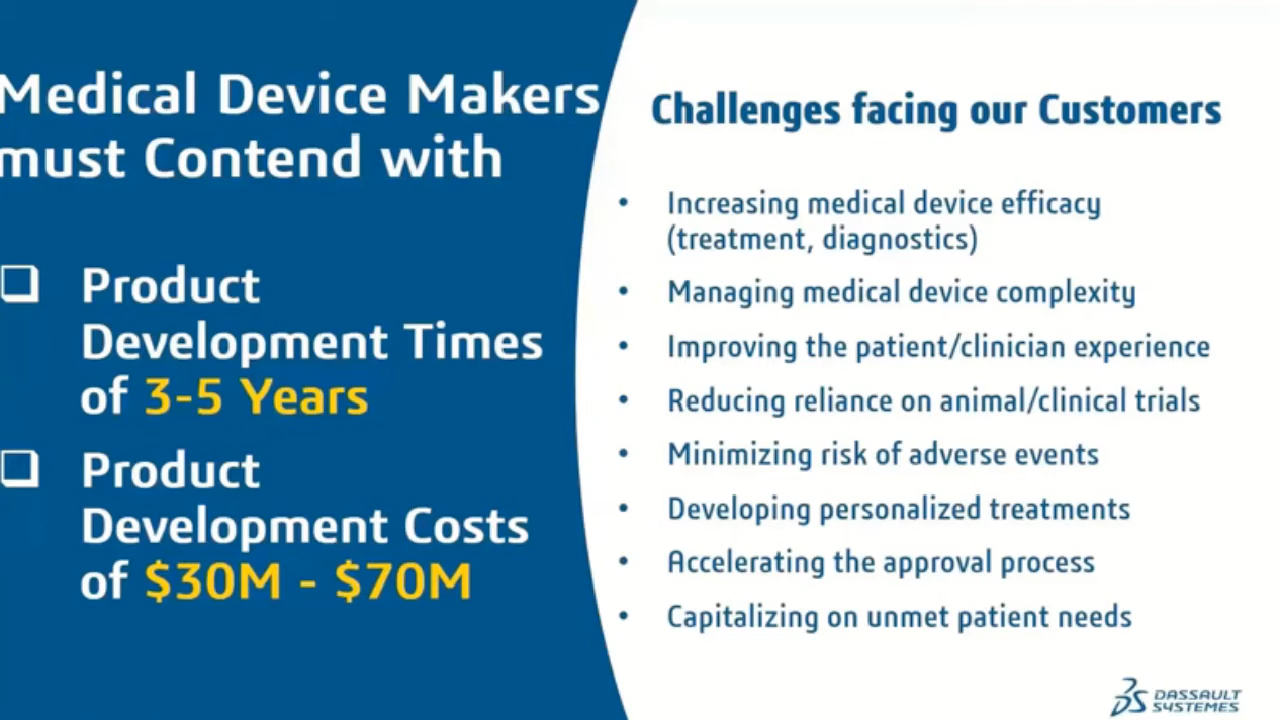 Medical Device Makers
must Contend with
❑ Product
Development Times
of 3-5 Years
❑ Product
Development Costs
of $30M - $70M
Challenges facing our Customers
• Increasing medical device efficacy
(treatment, diagnostics)
• Managing medical device complexity
• Improving the patient/clinician experience
• Reducing reliance on animal/clinical trials
• Minimizing risk of adverse events
• Developing personalized treatments
• Accelerating the approval process
• Capitalizing on unmet patient needs
DASSAULT
SYSTEMES